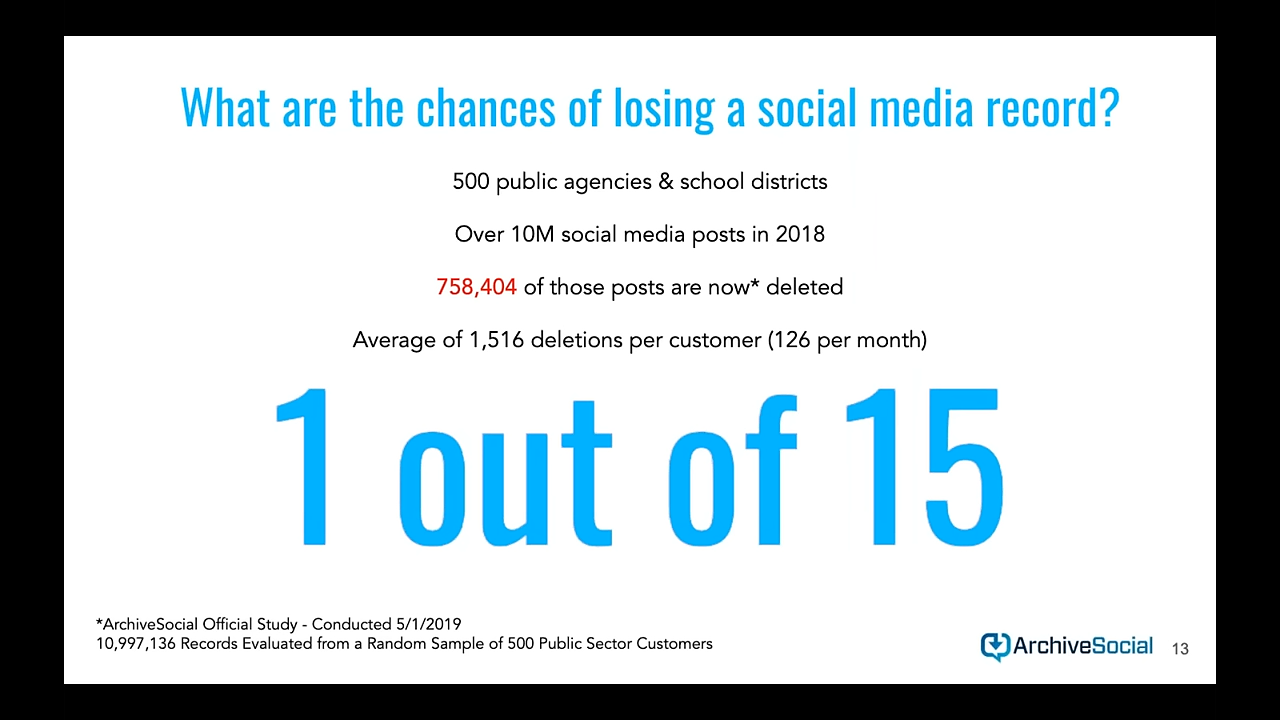 What are the chances of losing a social media record?
500 public agencies & school districts
Over 10M social media posts in 2018
758,404 of those posts are now* deleted
Average of 1,516 deletions per customer (126 per month)
1 out of 15
*ArchiveSocial Official Study - Conducted 5/1/2019
10,997,136 Records Evaluated from a Random Sample of 500 Public Sector Customers
ArchiveSocial 13